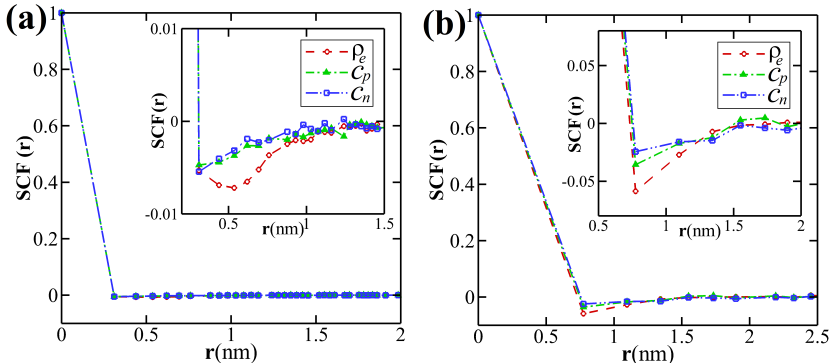 (a)
SCF (r)
1
0.8
0.6
0.4
0.2
0
0 0.5 1 1.5 2
r(nm)
SCF(r)
0.01
0
-0.01
0.5 1 1.5
r(nm)
ρe
Cp
Cn
(b)
SCF(r)
1
0.8
0.6
0.4
0.2
0
0 0.5 1 1.5 2 2.5
r(nm)
SCF(r)
0.05
0
-0.05
0.5 1 1.5 2
r(nm)
ρe
Cp
Cn